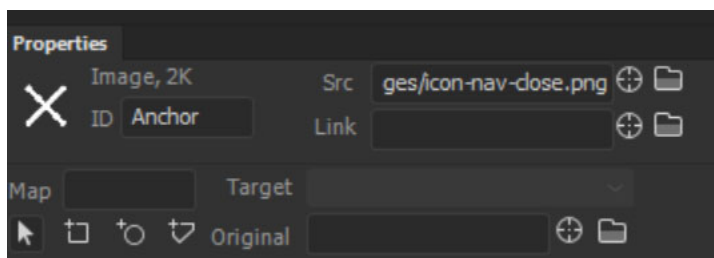 Properties
Image, 2K
Src ges/icon-nav-close.png
ID Anchor
Link
Map
Target
Original